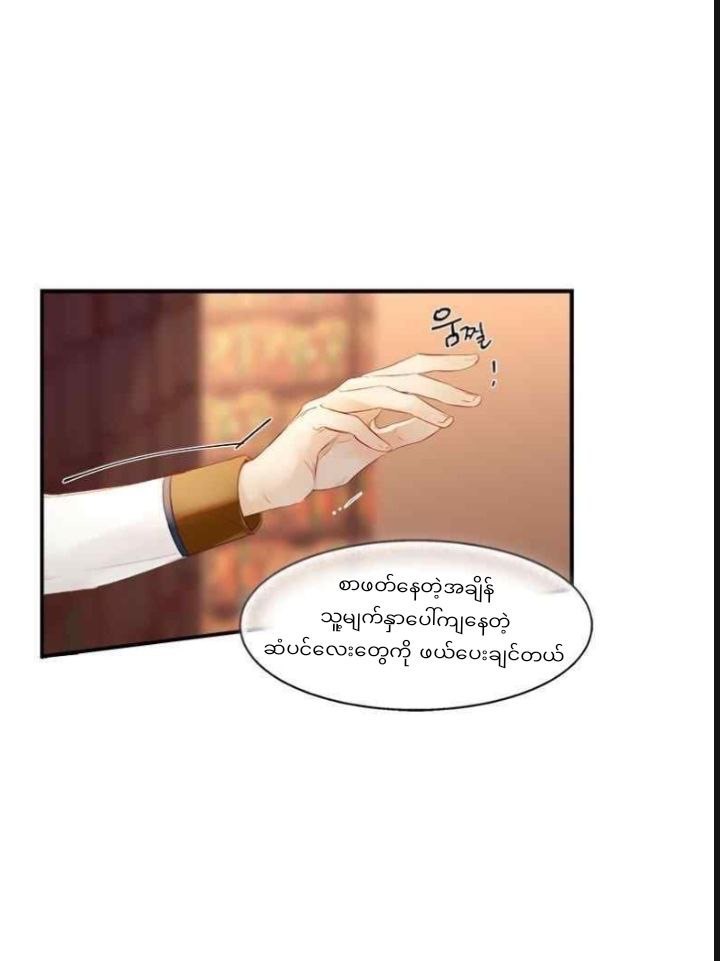 움찔
စာဖတ်နေတဲ့အချိန်
သူ့မျက်နှာပေါ်ကျနေတဲ့
ဆံပင်လေးတွေကို ဖယ်ပေးချင်တယ်